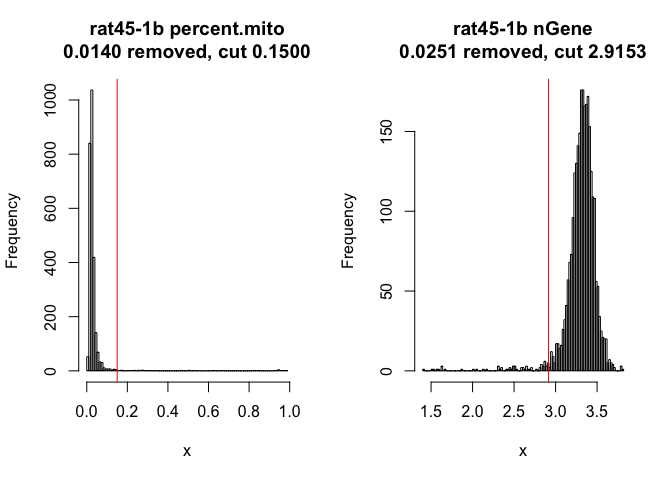 rat45-1b percent.mito
0.0140 removed, cut 0.1500
Frequency
0
200
400
600
800
1000
0.0 0.2 0.4 0.6 0.8 1.0
x
rat45-1b nGene
0.0251 removed, cut 2.9153
Frequency
0
50
100
150
1.5 2.0 2.5 3.0 3.5
x